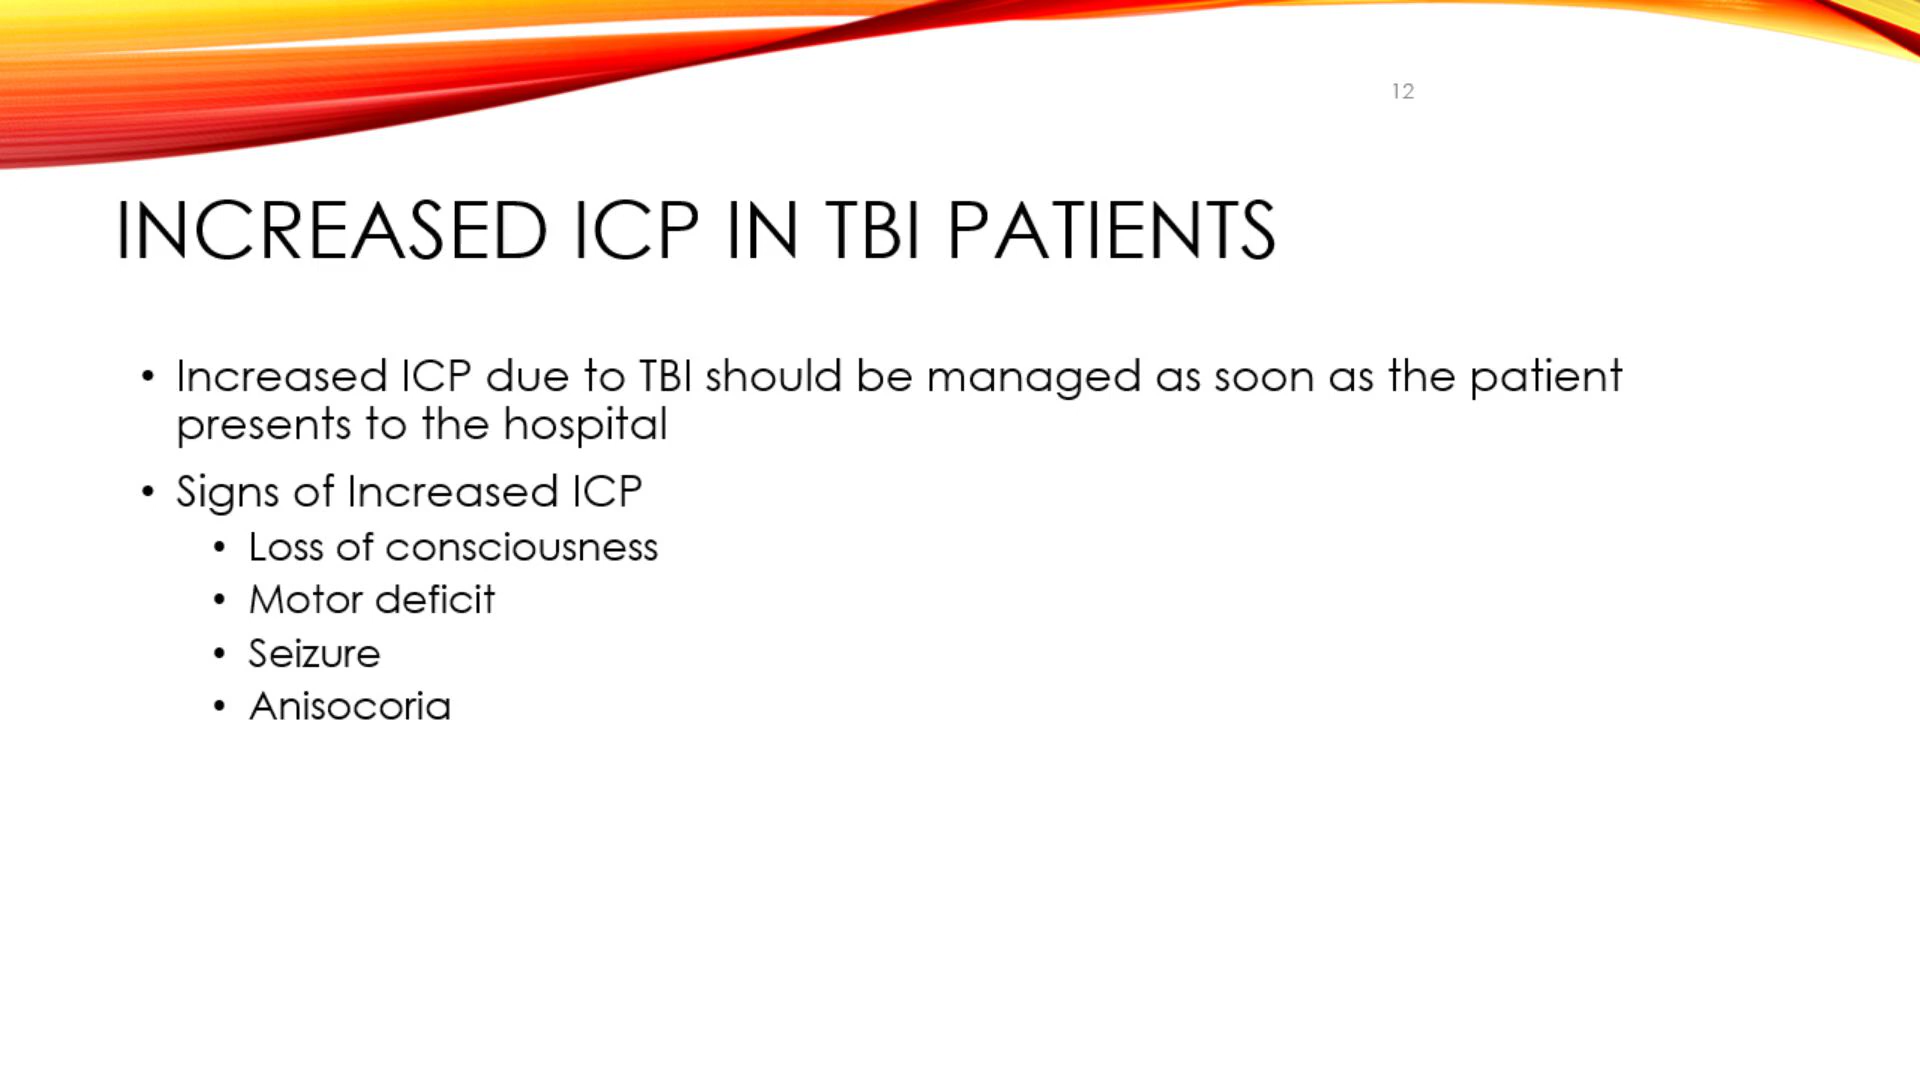 12
INCREASED ICP IN TBI PATIENTS
• Increased ICP due to TBI should be managed as soon as the patient
presents to the hospital
• Signs of Increased ICP
• Loss of consciousness
• Motor deficit
• Seizure
• Anisocoria